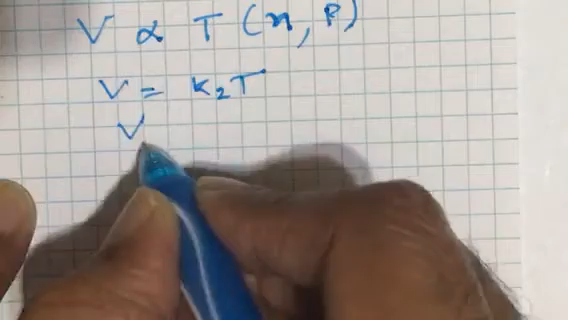 V ∝ T (n, P)
V = K₂T
V